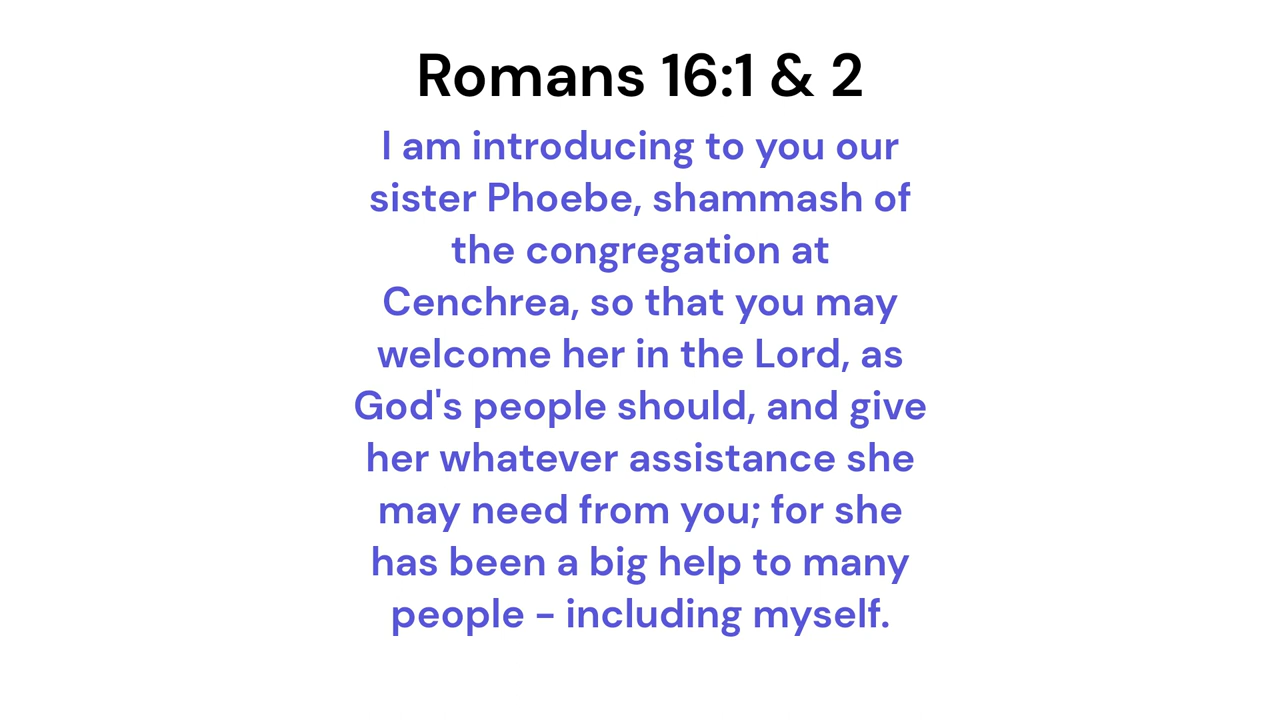 Romans 16:1 & 2
I am introducing to you our
sister Phoebe, shammash of
the congregation at
Cenchrea, so that you may
welcome her in the Lord, as
God's people should, and give
her whatever assistance she
may need from you; for she
has been a big help to many
people - including myself.